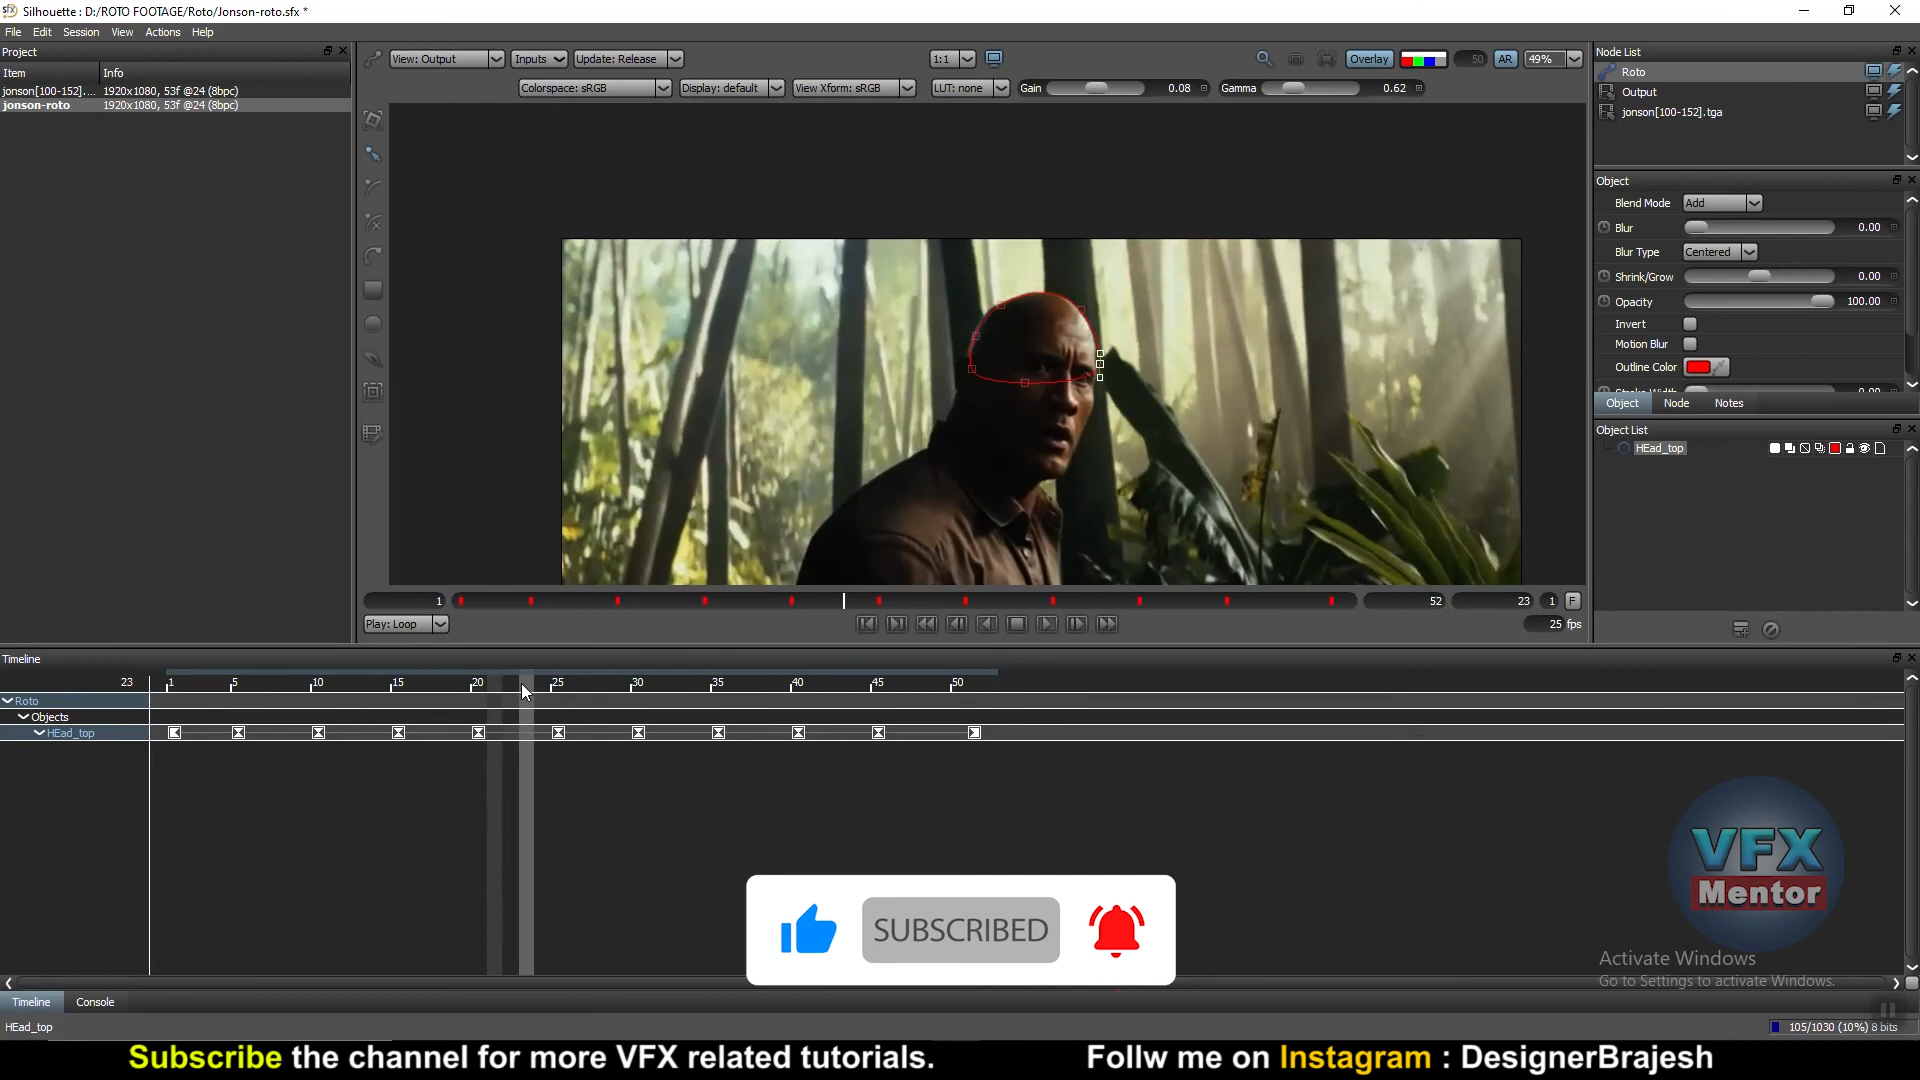 Silhouette : D:/ROTO FOOTAGE/Roto/Jonson-roto.sfx *
File Edit Session View Actions Help
Project
Item Info
jonson[100-152].... 1920x1080, 53f @24 (8bpc)
jonson-roto 1920x1080, 53f @24 (8bpc)
View: Output Inputs Update: Release 1:1 Overlay 50 AR 49%
Colorspace: sRGB Display: default View Xform: sRGB LUT: none Gain 0.08 Gamma 0.62
Node List
Roto
Output
jonson[100-152].tga
Object
Blend Mode Add
Blur 0.00
Blur Type Centered
Shrink/Grow 0.00
Opacity 100.00
Invert
Motion Blur
Outline Color
Stroke Width 0.00
Object Node Notes
Object List
HEad_top
1 52 23 1 F
Play: Loop 25 fps
Timeline
23 1 5 10 15 20 25 30 35 40 45 50
Roto
Objects
HEad_top
VFX
Mentor
SUBSCRIBED
Activate Windows
Go to Settings to activate Windows.
Timeline Console
HEad_top 105/1030 (10%) 8 bits
Subscribe the channel for more VFX related tutorials. Follw me on Instagram : DesignerBrajesh